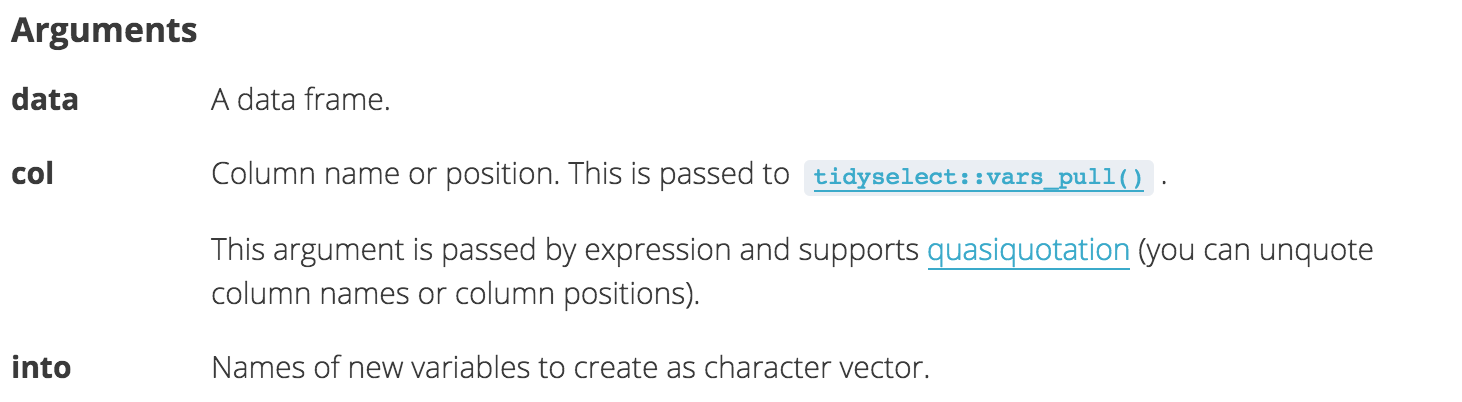 Arguments
data A data frame.
col Column name or position. This is passed to tidyselect::vars_pull() .
This argument is passed by expression and supports quasiquotation (you can unquote
column names or column positions).
into Names of new variables to create as character vector.